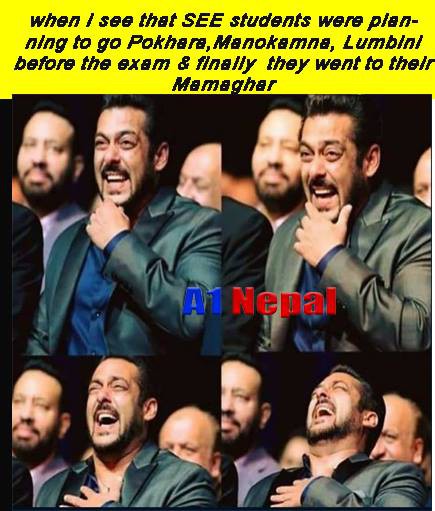 when I see that SEE students were plan-
ning to go Pokhara,Manokamna, Lumbini
before the exam & finally they went to their
Mamaghar
A1 Nepal